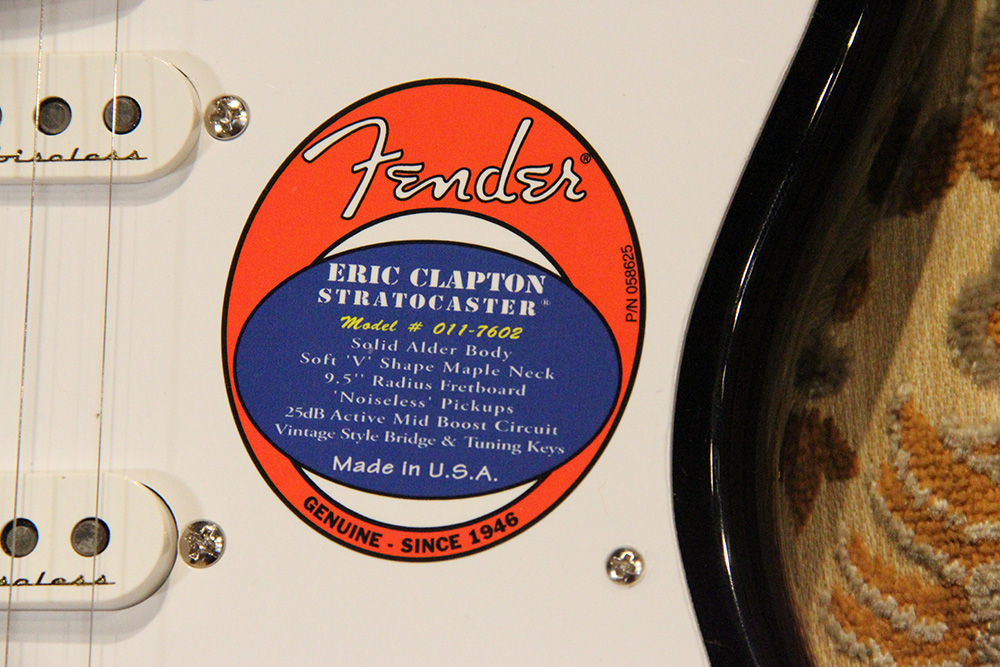 Fender®
ERIC CLAPTON
STRATOCASTER®
Model # 011-7602
Solid Alder Body
Soft 'V' Shape Maple Neck
9.5'' Radius Fretboard
'Noiseless' Pickups
25dB Active Mid Boost Circuit
Vintage Style Bridge & Tuning Keys
Made in U.S.A.
GENUINE - SINCE 1946
P/N 058625